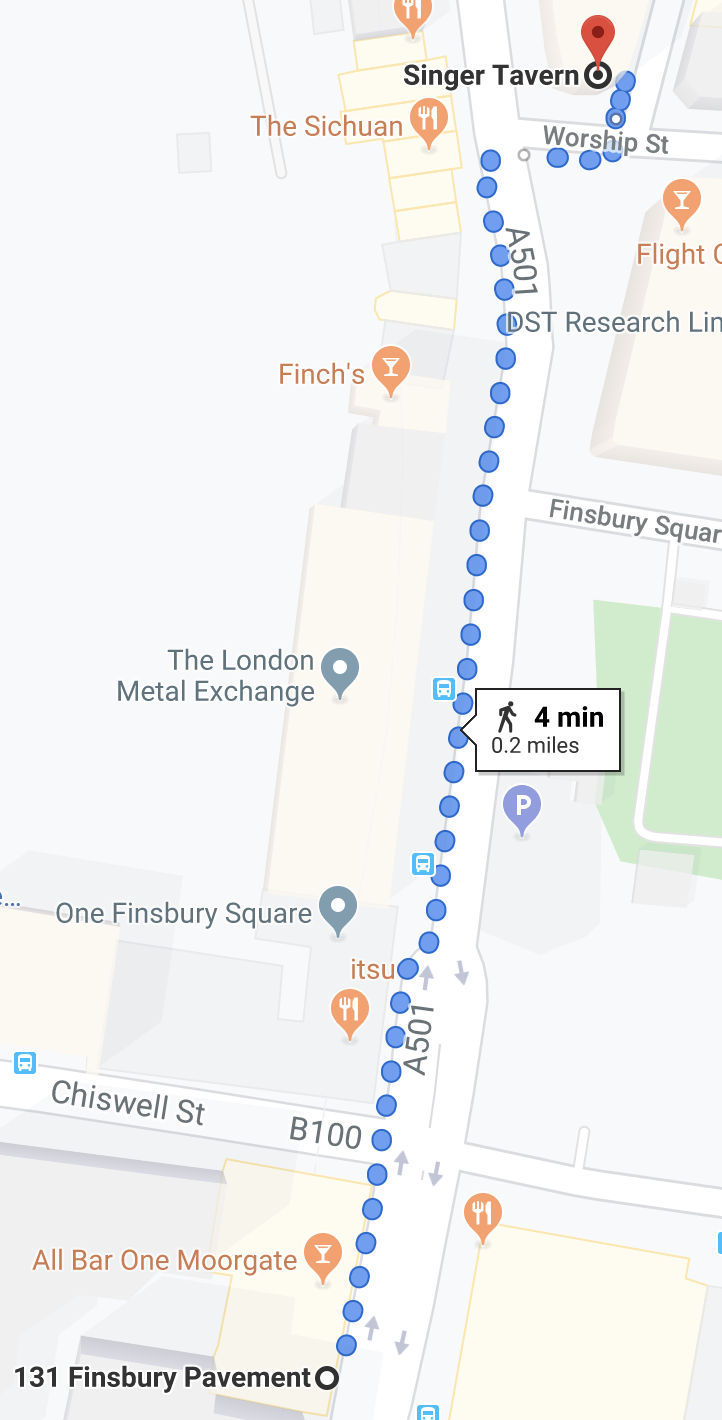 Singer Tavern
The Sichuan
Worship St
A501
Flight C
DST Research Lin
Finch's
Finsbury Squar
The London
Metal Exchange
4 min
0.2 miles
P
e...
One Finsbury Square
itsu
A501
Chiswell St
B100
All Bar One Moorgate
131 Finsbury Pavement